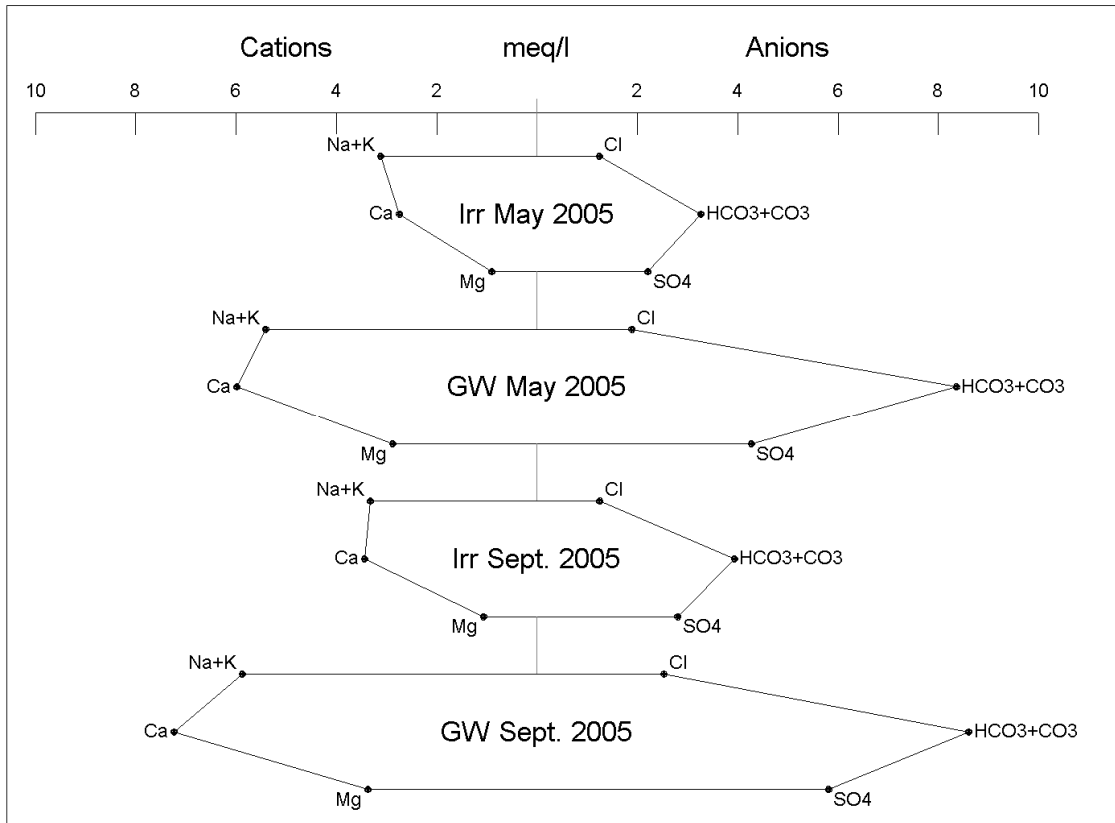 Cations meq/l Anions
10 8 6 4 2 2 4 6 8 10
Na+K Cl
Ca Irr May 2005 HCO3+CO3
Mg SO4
Na+K Cl
Ca GW May 2005 HCO3+CO3
Mg SO4
Na+K Cl
Ca Irr Sept. 2005 HCO3+CO3
Mg SO4
Na+K Cl
Ca GW Sept. 2005 HCO3+CO3
Mg SO4